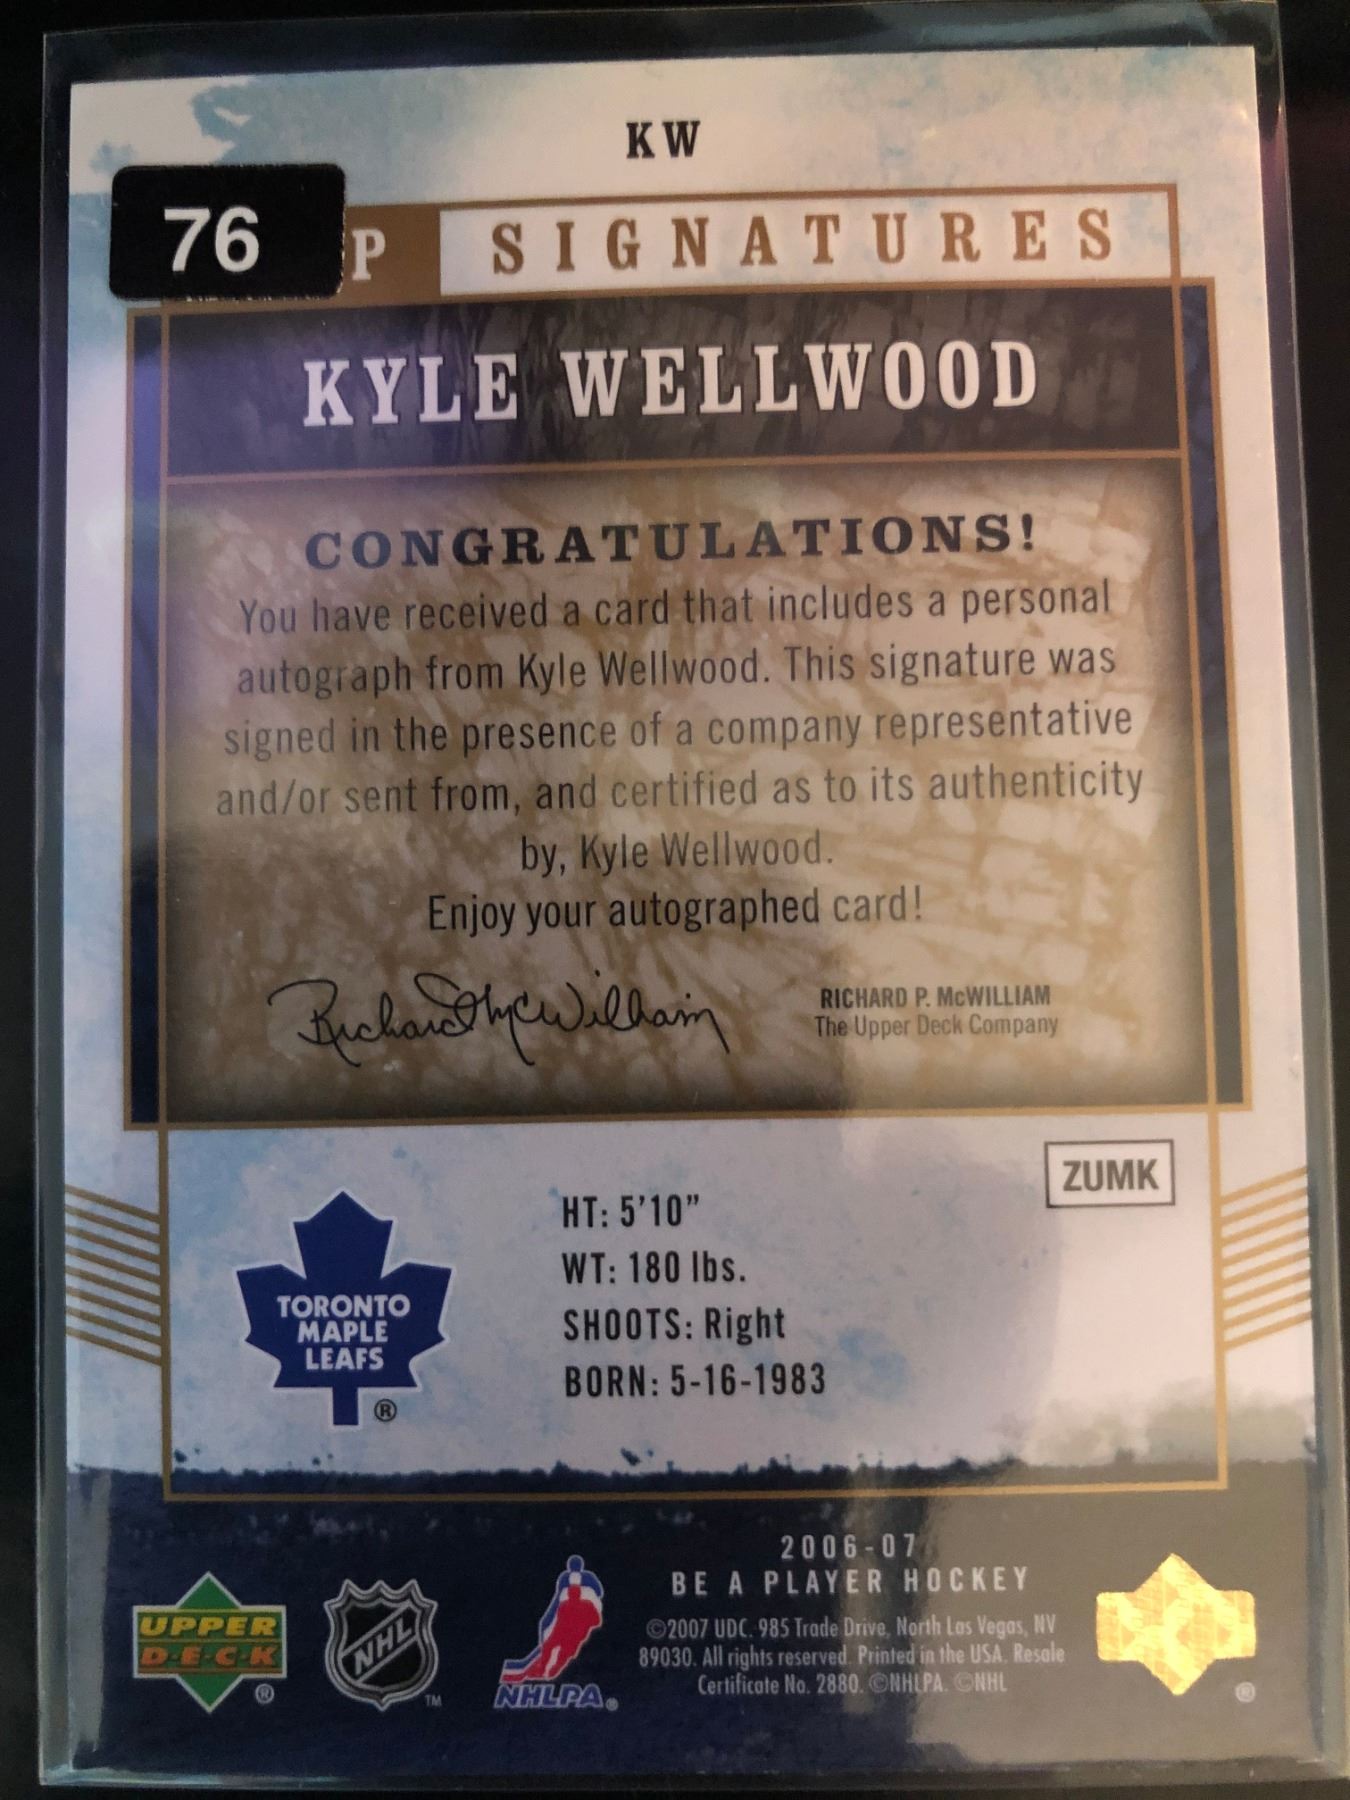 KW
76
P SIGNATURES
KYLE WELLWOOD
CONGRATULATIONS!
You have received a card that includes a personal
autograph from Kyle Wellwood. This signature was
signed in the presence of a company representative
and/or sent from, and certified as to its authenticity
by, Kyle Wellwood.
Enjoy your autographed card!
Richard P. McWilliam
RICHARD P. McWILLIAM
The Upper Deck Company
ZUMK
HT: 5'10"
WT: 180 lbs.
SHOOTS: Right
BORN: 5-16-1983
TORONTO
MAPLE
LEAFS
®
2006-07
BE A PLAYER HOCKEY
©2007 UDC. 985 Trade Drive, North Las Vegas, NV
89030. All rights reserved. Printed in the USA. Resale
Certificate No. 2880. ©NHLPA. ©NHL
UPPER
D·E·C·K
®
NHL
TM
NHLPA®
®